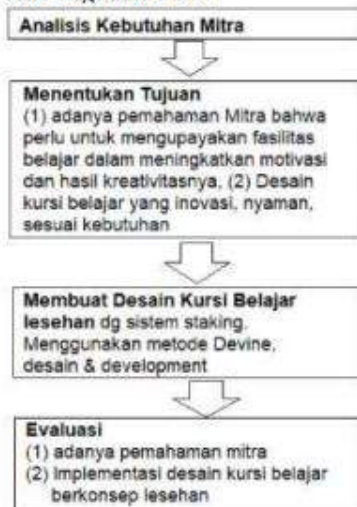 Analisis Kebutuhan Mitra
Menentukan Tujuan
(1) adanya pemahaman Mitra bahwa
perlu untuk mengupayakan fasilitas
belajar dalam meningkatkan motivasi
dan hasil kreativitasnya, (2) Desain
kursi belajar yang inovasi, nyaman,
sesuai kebutuhan
Membuat Desain Kursi Belajar
lesehan dg sistem staking.
Menggunakan metode Devine,
desain & development
Evaluasi
(1) adanya pemahaman mitra
(2) Implementasi desain kursi belajar
berkonsep lesehan